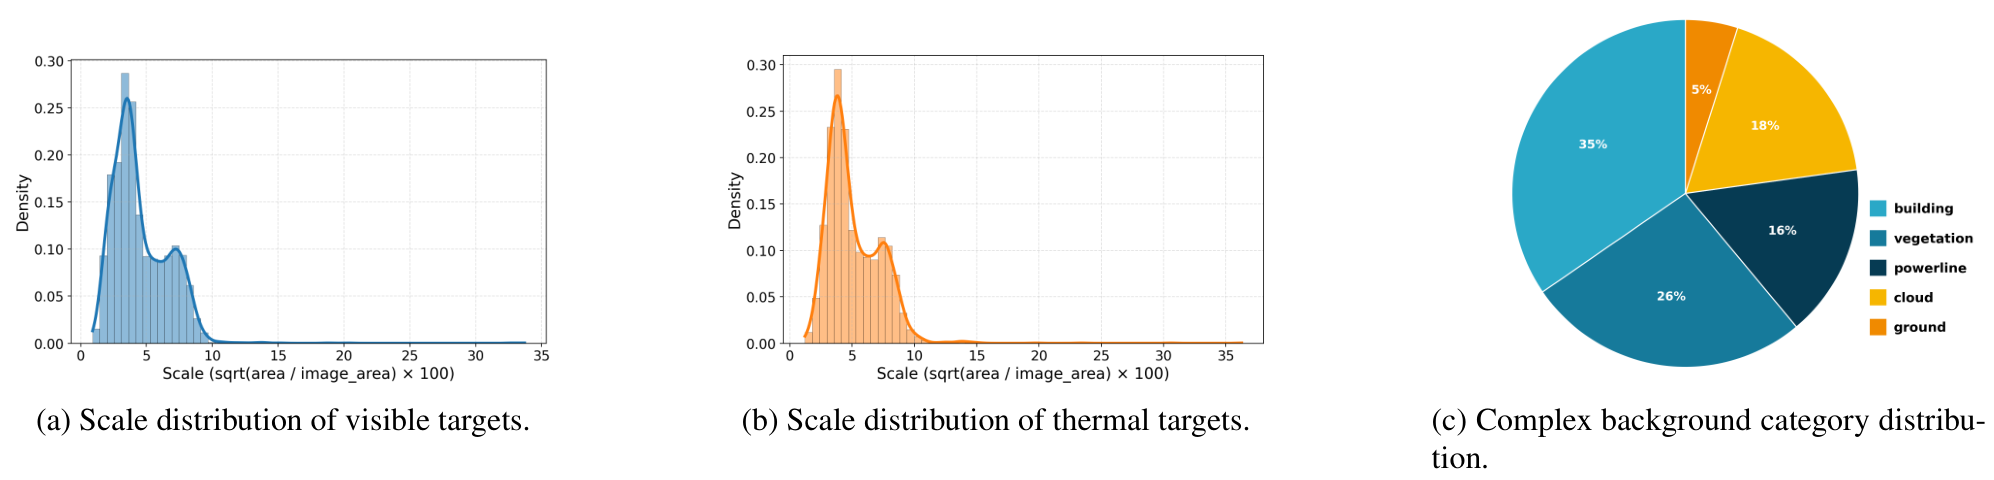 0.30
0.25
0.20
0.15
0.10
0.05
0.00
Density
0 5 10 15 20 25 30 35
Scale (sqrt(area / image_area) × 100)
(a) Scale distribution of visible targets.
0.30
0.25
0.20
0.15
0.10
0.05
0.00
Density
0 5 10 15 20 25 30 35
Scale (sqrt(area / image_area) × 100)
(b) Scale distribution of thermal targets.
5%
18%
35%
16%
26%
building
vegetation
powerline
cloud
ground
(c) Complex background category distribu-
tion.